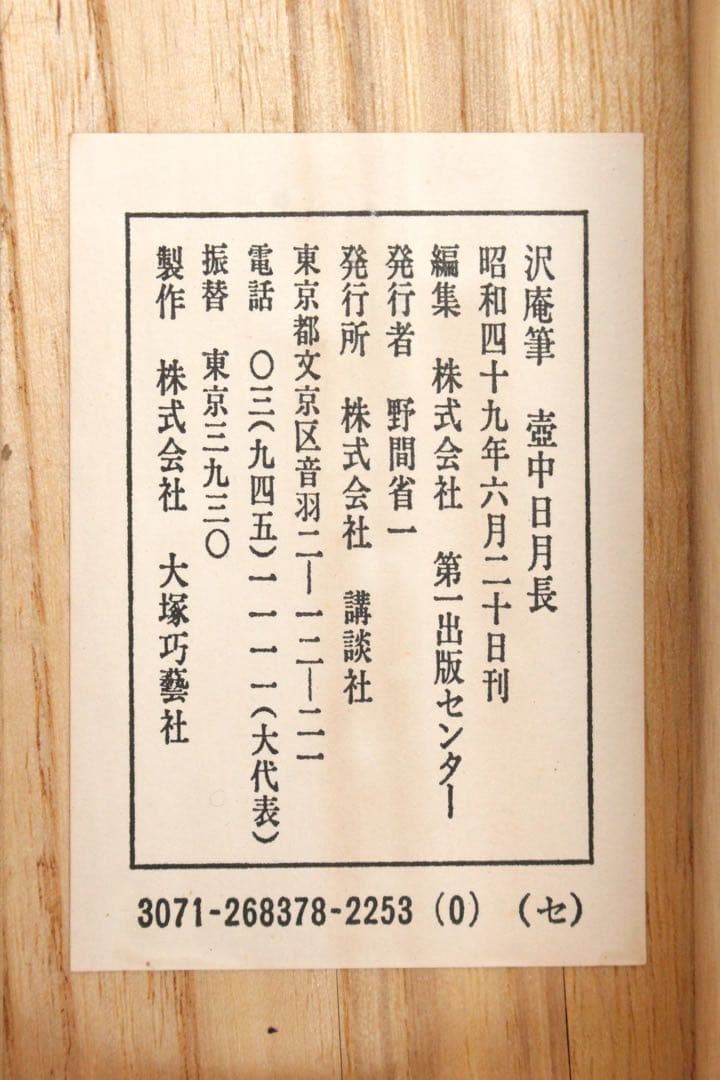 沢庵筆 壺中日月長
昭和四十九年六月二十日刊
編集 株式会社 第一出版センター
発行者 野間省一
発行所 株式会社 講談社
東京都文京区音羽二―一二―二一
電話 〇三(九四五)一一一一(大代表)
振替 東京三九三〇
製作 株式会社 大塚巧藝社
3071-268378-2253 (0) (セ)